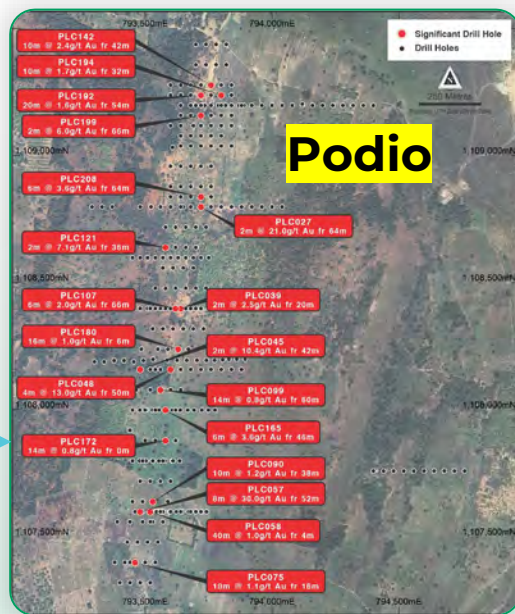 793,500mE
794,000mE
Significant Drill Hole
Drill Holes
250 Metres
Podio
PLC142
10m @ 2.4g/t Au fr 42m
PLC194
10m @ 1.7g/t Au fr 32m
PLC192
20m @ 1.6g/t Au fr 54m
PLC199
2m @ 6.0g/t Au fr 66m
1,109,000mN
1,109,000mN
PLC208
6m @ 3.6g/t Au fr 64m
PLC027
2m @ 21.0g/t Au fr 64m
PLC121
2m @ 7.1g/t Au fr 36m
1,108,500mN
1,108,500mN
PLC107
6m @ 2.0g/t Au fr 66m
PLC039
2m @ 2.5g/t Au fr 20m
PLC180
16m @ 1.0g/t Au fr 6m
PLC045
2m @ 10.4g/t Au fr 42m
PLC048
4m @ 13.0g/t Au fr 50m
PLC099
14m @ 0.9g/t Au fr 60m
1,108,000mN
1,108,000mN
PLC165
6m @ 3.6g/t Au fr 46m
PLC172
14m @ 0.8g/t Au fr 0m
PLC090
10m @ 1.2g/t Au fr 38m
PLC057
8m @ 30.0g/t Au fr 52m
1,107,500mN
1,107,500mN
PLC058
40m @ 1.0g/t Au fr 4m
PLC075
18m @ 1.1g/t Au fr 18m
793,500mE
794,000mE
794,500mE